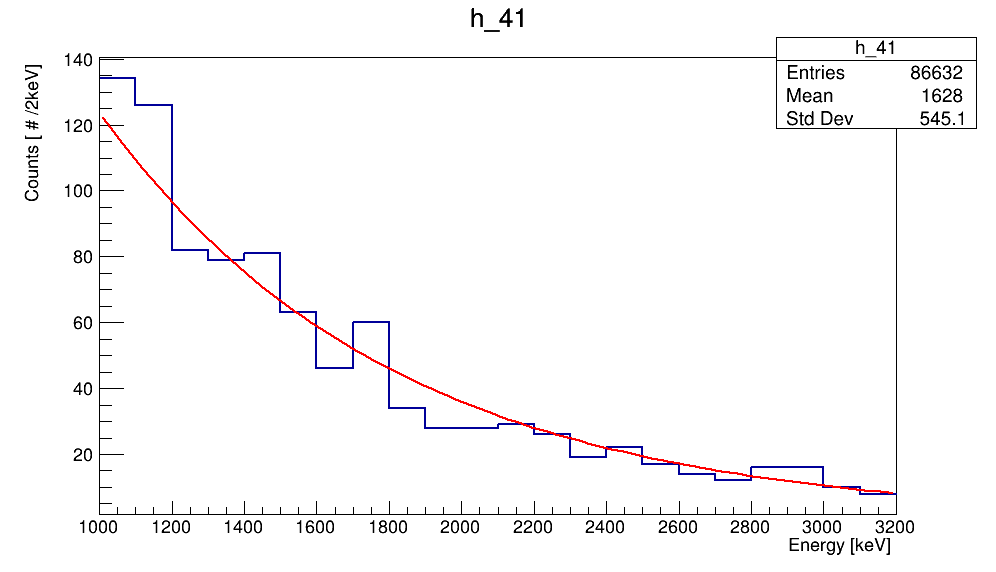 h_41
h_41
Entries 86632
Mean 1628
Std Dev 545.1
Counts [ # /2keV]
140
120
100
80
60
40
20
1000 1200 1400 1600 1800 2000 2200 2400 2600 2800 3000 3200
Energy [keV]